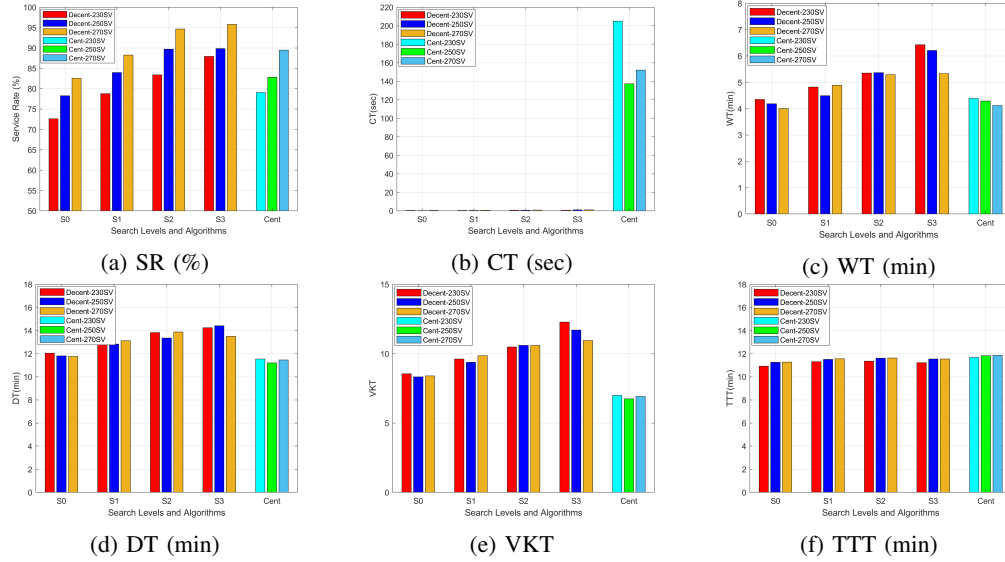 Decent-230SV
Decent-250SV
Decent-270SV
Cent-230SV
Cent-250SV
Cent-270SV
Service Rate (%)
100
95
90
85
80
75
70
65
60
55
50
S0 S1 S2 S3 Cent
Search Levels and Algorithms
(a) SR (%)
Decent-230SV
Decent-250SV
Decent-270SV
Cent-230SV
Cent-250SV
Cent-270SV
CT(sec)
220
200
180
160
140
120
100
80
60
40
20
0
S0 S1 S2 S3 Cent
Search Levels and Algorithms
(b) CT (sec)
Decent-230SV
Decent-250SV
Decent-270SV
Cent-230SV
Cent-250SV
Cent-270SV
WT(min)
8
7
6
5
4
3
2
1
0
S0 S1 S2 S3 Cent
Search Levels and Algorithms
(c) WT (min)
Decent-230SV
Decent-250SV
Decent-270SV
Cent-230SV
Cent-250SV
Cent-270SV
DT(min)
18
16
14
12
10
8
6
4
2
0
S0 S1 S2 S3 Cent
Search Levels and Algorithms
(d) DT (min)
Decent-230SV
Decent-250SV
Decent-270SV
Cent-230SV
Cent-250SV
Cent-270SV
VKT
15
10
5
0
S0 S1 S2 S3 Cent
Search Levels and Algorithms
(e) VKT
Decent-230SV
Decent-250SV
Decent-270SV
Cent-230SV
Cent-250SV
Cent-270SV
TTT(min)
18
16
14
12
10
8
6
4
2
0
S0 S1 S2 S3 Cent
Search Levels and Algorithms
(f) TTT (min)